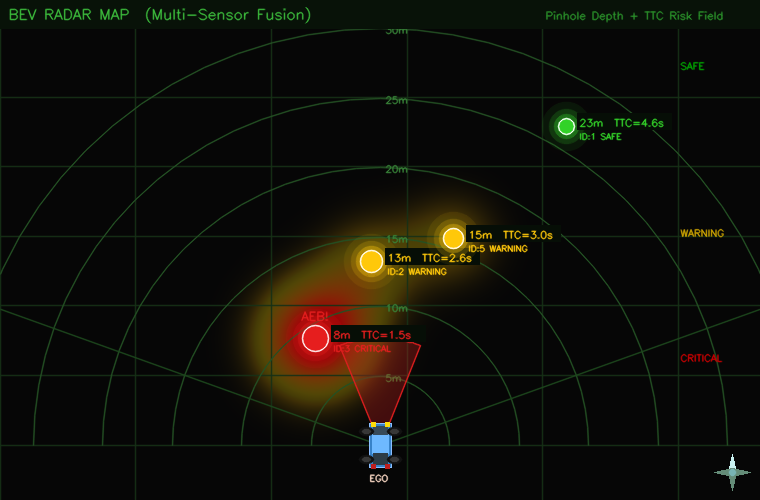 BEV RADAR MAP (Multi-Sensor Fusion)
Pinhole Depth + TTC Risk Field
30m
SAFE
25m
23m TTC=4.6s
ID:1 SAFE
20m
WARNING
15m
15m TTC=3.0s
ID:5 WARNING
13m TTC=2.6s
ID:2 WARNING
10m
AEB!
8m TTC=1.5s
ID:3 CRITICAL
CRITICAL
5m
EGO